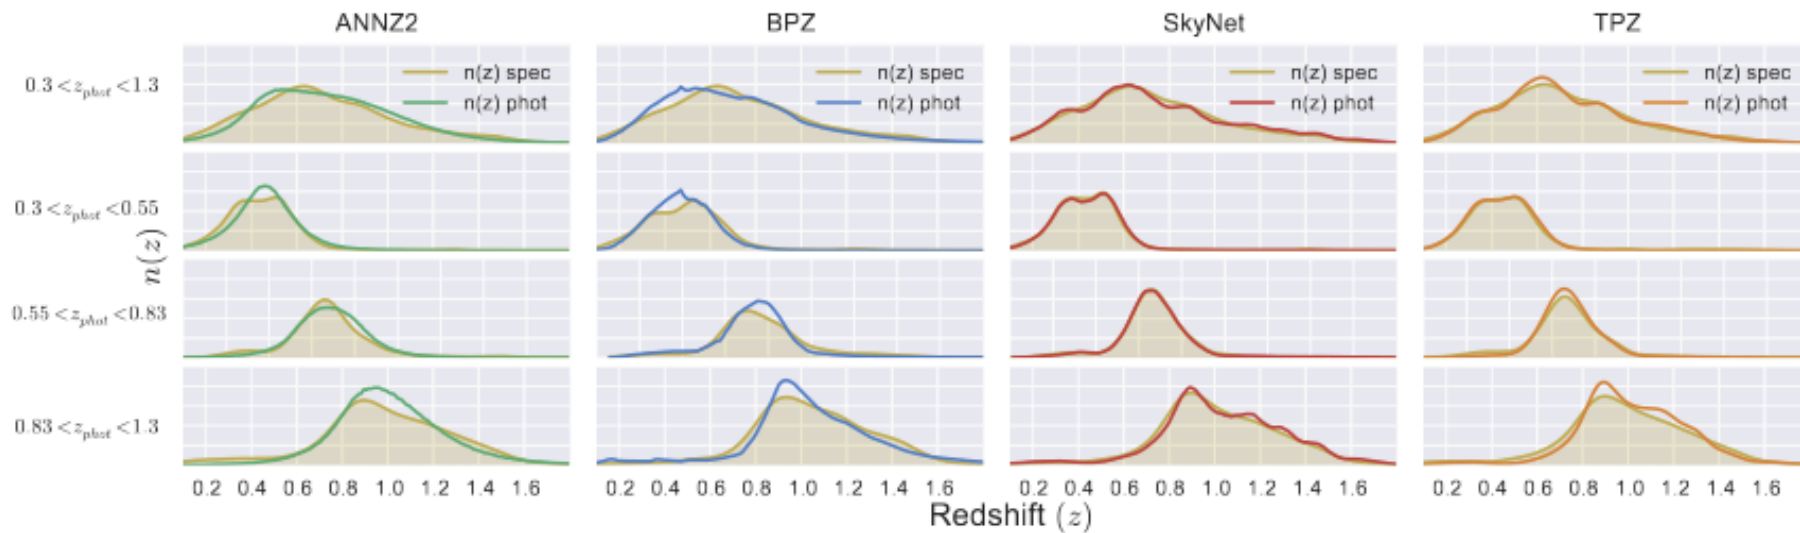 ANNZ2 BPZ SkyNet TPZ
0.3 < z_phot < 1.3
n(z) spec n(z) spec n(z) spec n(z) spec
n(z) phot n(z) phot n(z) phot n(z) phot
0.3 < z_phot < 0.55
n(z)
0.55 < z_phot < 0.83
0.83 < z_phot < 1.3
0.2 0.4 0.6 0.8 1.0 1.2 1.4 1.6 0.2 0.4 0.6 0.8 1.0 1.2 1.4 1.6 0.2 0.4 0.6 0.8 1.0 1.2 1.4 1.6 0.2 0.4 0.6 0.8 1.0 1.2 1.4 1.6
Redshift (z)